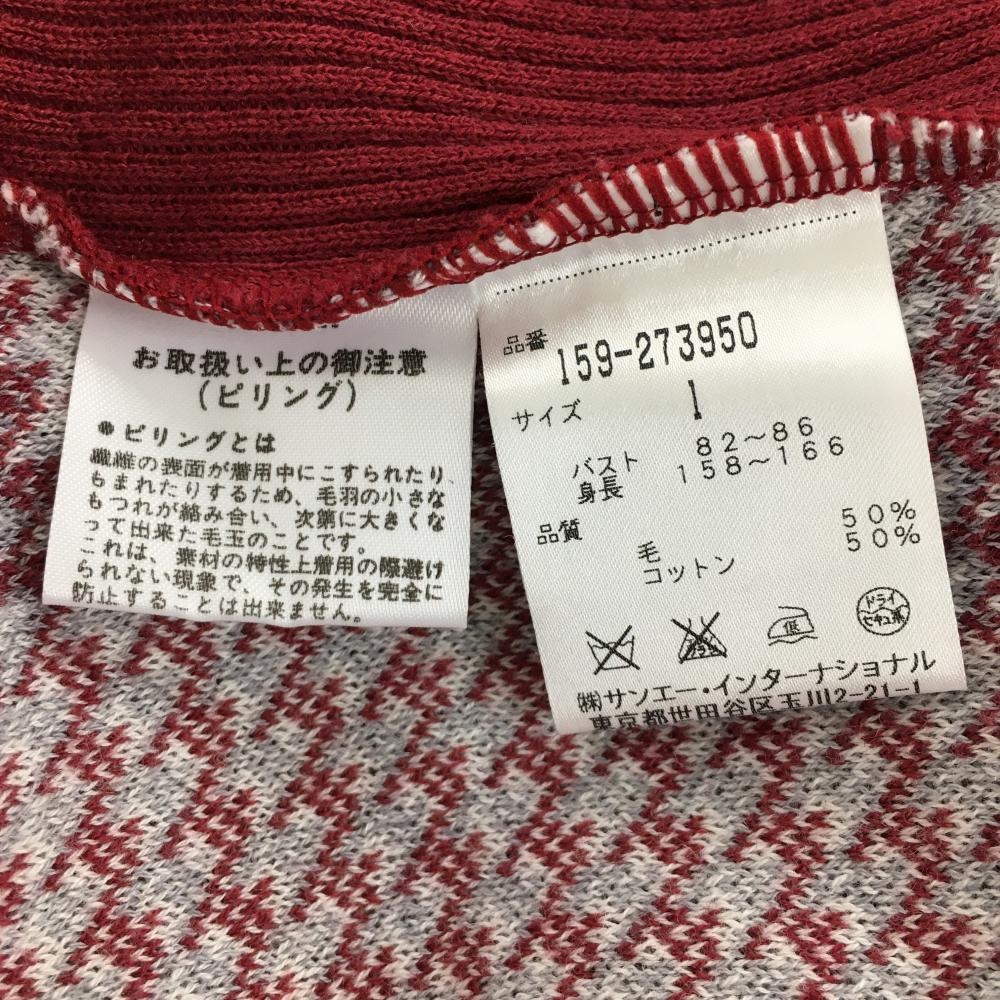 お取扱い上の御注意
(ピリング)
●ピリングとは
繊維の表面が着用中にこすられたり、
もまれたりするため、毛羽の小さな
もつれが絡み合い、次第に大きくな
って出来た毛玉のことです。
これは、素材の特性上着用の際避け
られない現象で、その発生を完全に
防止することは出来ません。
品番 159-273950
サイズ 1
バスト 82～86
身長 158～166
品質
毛 50%
コットン 50%
低
ドライ
セキユ系
㈱サンエー・インターナショナル
東京都世田谷区玉川2-21-1